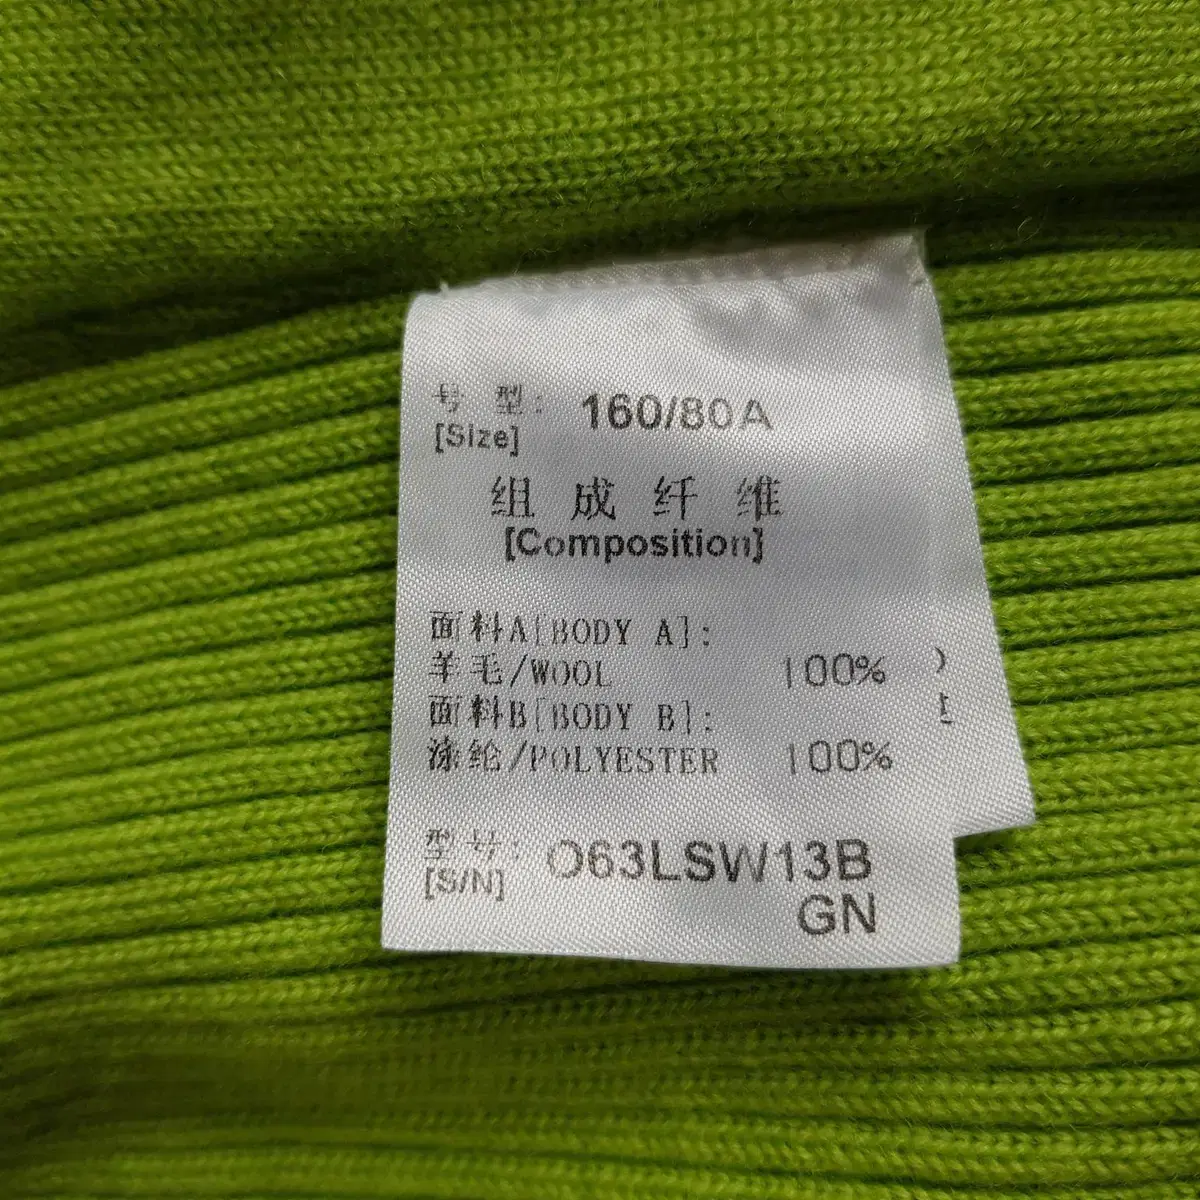 号 型: 160/80A
[Size]
组 成 纤 维
[Composition]
面料A[BODY A]:
羊毛/WOOL 100%
面料B[BODY B]:
涤纶/POLYESTER 100%
型号: O63LSW13B
[S/N] GN